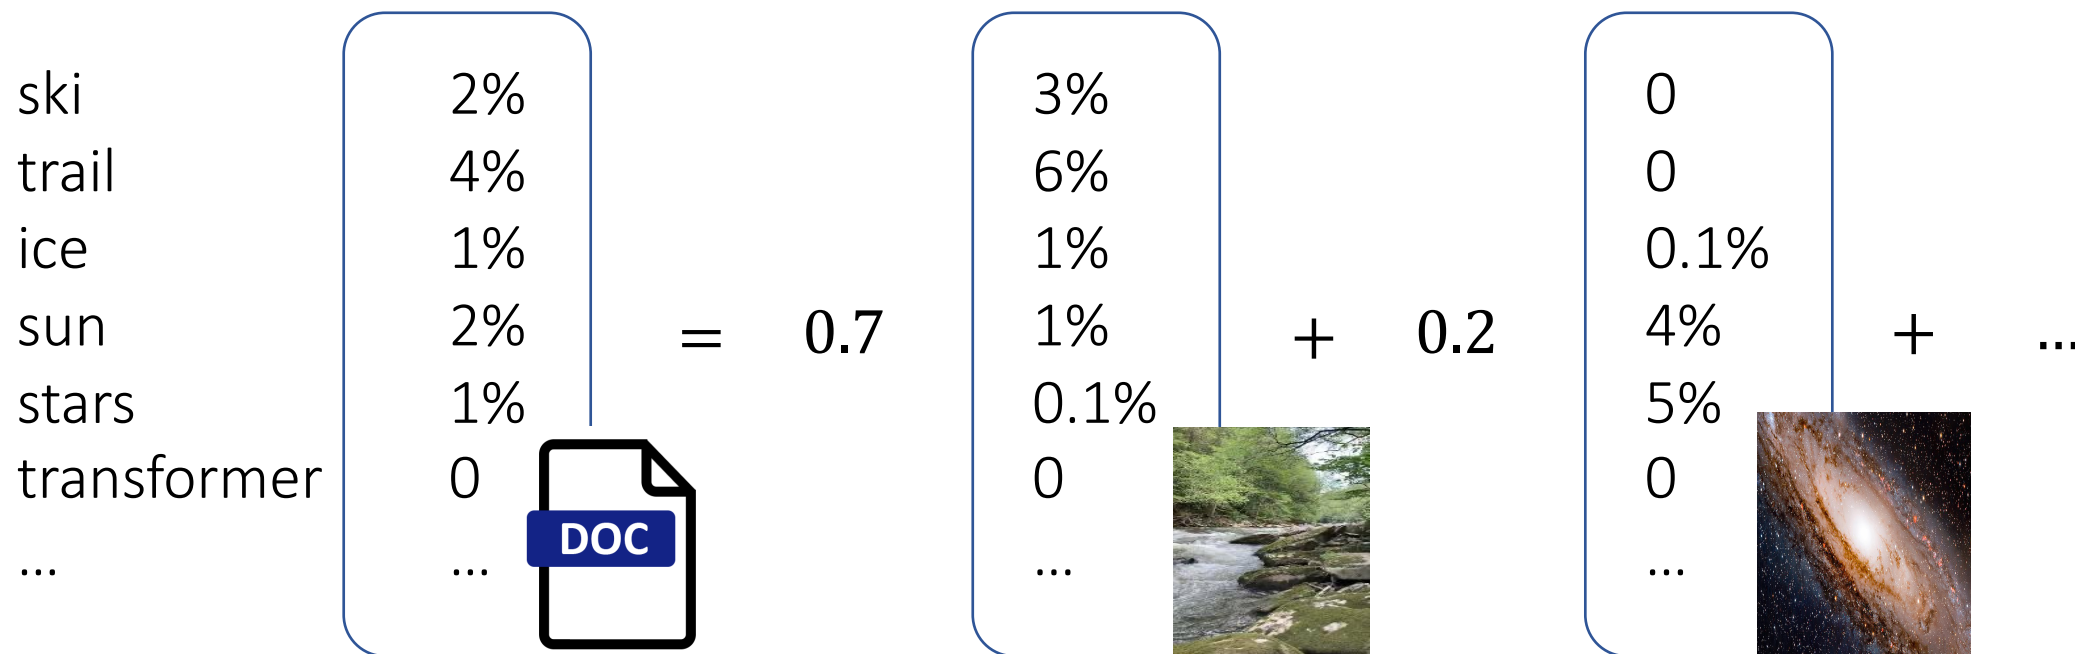 ski 2% 3% 0
trail 4% 6% 0
ice 1% 1% 0.1%
sun 2% = 0.7 1% + 0.2 4% + ...
stars 1% 0.1% 5%
transformer 0 0 0
DOC
... ... ... ...